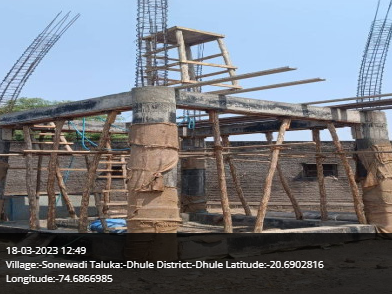 18-03-2023 12:49
Village:-Sonewadi Taluka:-Dhule District:-Dhule Latitude:-20.6902816
Longitude:-74.6866985